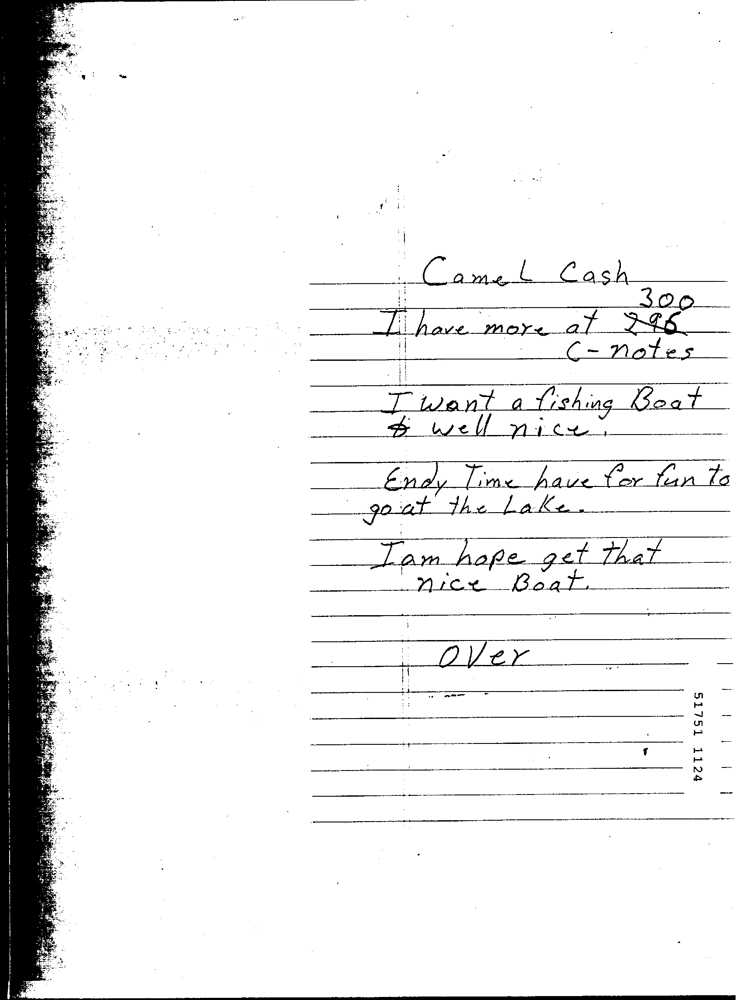 Camel Cash
300
I have more at 296
C-notes
I want a fishing Boat
& well nice.
Endy Time have for fun to
go at the Lake.
I am hope get that
nice Boat.
OVer
51751 1124